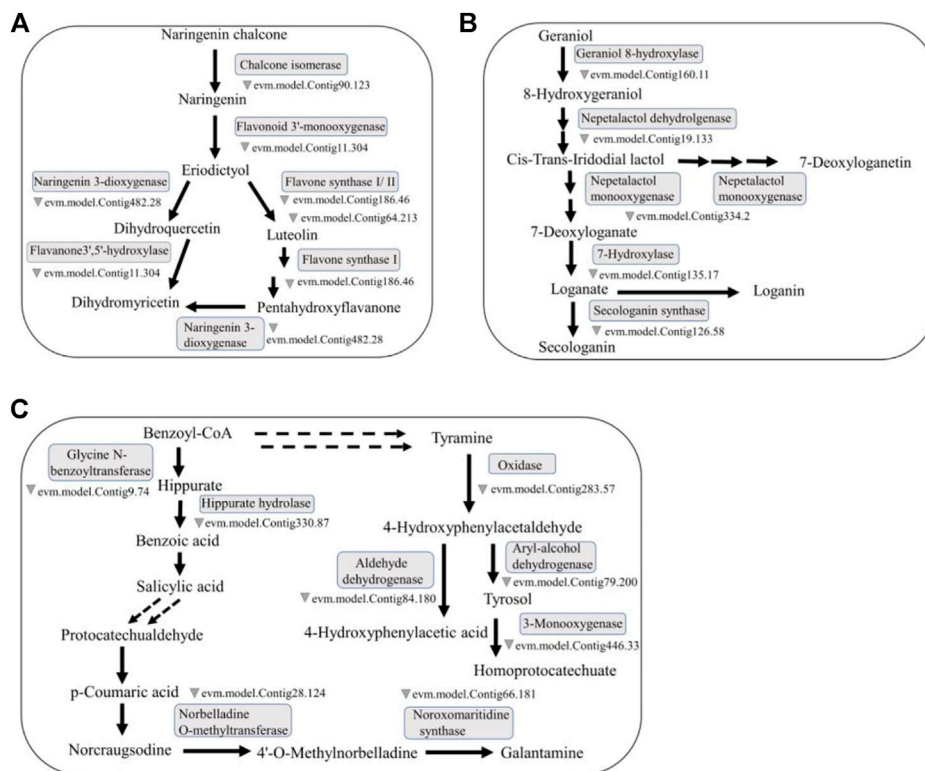 A
Naringenin chalcone
Chalcone isomerase
evm.model.Contig90.123
Naringenin
Flavonoid 3'-monooxygenase
evm.model.Contig11.304
Eriodictyol
Naringenin 3-dioxygenase
evm.model.Contig482.28
Flavone synthase I/ II
evm.model.Contig186.46
evm.model.Contig64.213
Dihydroquercetin
Luteolin
Flavanone3',5'-hydroxylase
evm.model.Contig11.304
Flavone synthase I
evm.model.Contig186.46
Dihydromyricetin
Pentahydroxyflavanone
Naringenin 3-
dioxygenase
evm.model.Contig482.28
B
Geraniol
Geraniol 8-hydroxylase
evm.model.Contig160.11
8-Hydroxygeraniol
Nepetalactol dehydrolgenase
evm.model.Contig19.133
Cis-Trans-Iridodial lactol
7-Deoxyloganetin
Nepetalactol
monooxygenase
Nepetalactol
monooxygenase
evm.model.Contig334.2
7-Deoxyloganate
7-Hydroxylase
evm.model.Contig135.17
Loganate
Loganin
Secologanin synthase
evm.model.Contig126.58
Secologanin
C
Benzoyl-CoA
Glycine N-
benzoyltransferase
evm.model.Contig9.74
Hippurate
Hippurate hydrolase
evm.model.Contig330.87
Benzoic acid
Salicylic acid
Protocatechualdehyde
p-Coumaric acid
evm.model.Contig28.124
Norbelladine
O-methyltransferase
Norcraugsodine
4'-O-Methylnorbelladine
Tyramine
Oxidase
evm.model.Contig283.57
4-Hydroxyphenylacetaldehyde
Aldehyde
dehydrogenase
evm.model.Contig84.180
Aryl-alcohol
dehydrogenase
evm.model.Contig79.200
Tyrosol
4-Hydroxyphenylacetic acid
3-Monooxygenase
evm.model.Contig446.33
Homoprotocatechuate
evm.model.Contig66.181
Noroxomaritidine
synthase
Galantamine